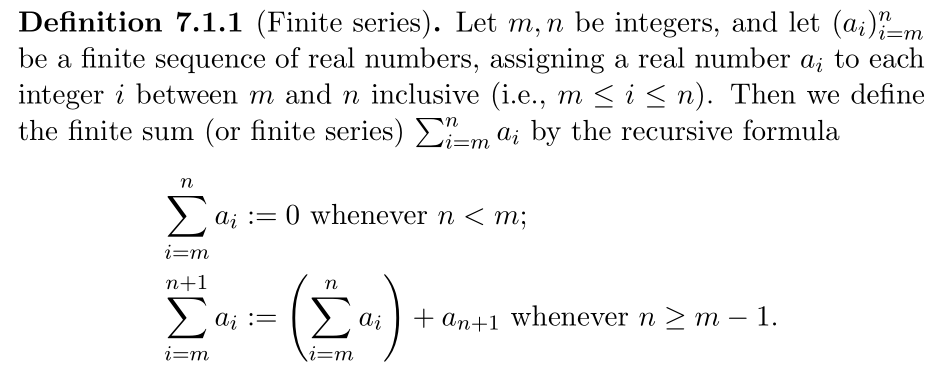 Definition 7.1.1 (Finite series). Let m, n be integers, and let (a_i)_{i=m}^n
be a finite sequence of real numbers, assigning a real number a_i to each
integer i between m and n inclusive (i.e., m ≤ i ≤ n). Then we define
the finite sum (or finite series) ∑_{i=m}^n a_i by the recursive formula
∑_{i=m}^n a_i := 0 whenever n < m;
∑_{i=m}^{n+1} a_i := (∑_{i=m}^n a_i) + a_{n+1} whenever n ≥ m − 1.